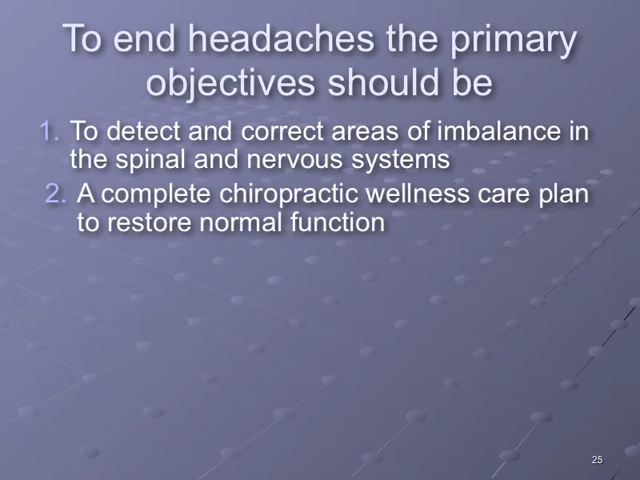 To end headaches the primary
objectives should be
1. To detect and correct areas of imbalance in
the spinal and nervous systems
2. A complete chiropractic wellness care plan
to restore normal function
25